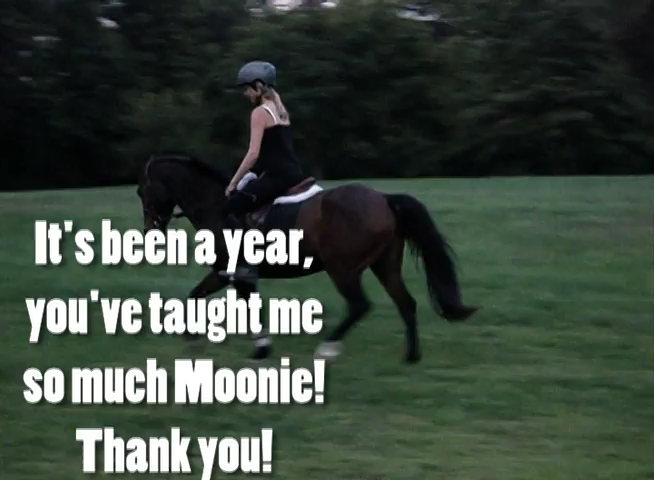 It's been a year,
you've taught me
so much Moonie!
Thank you!